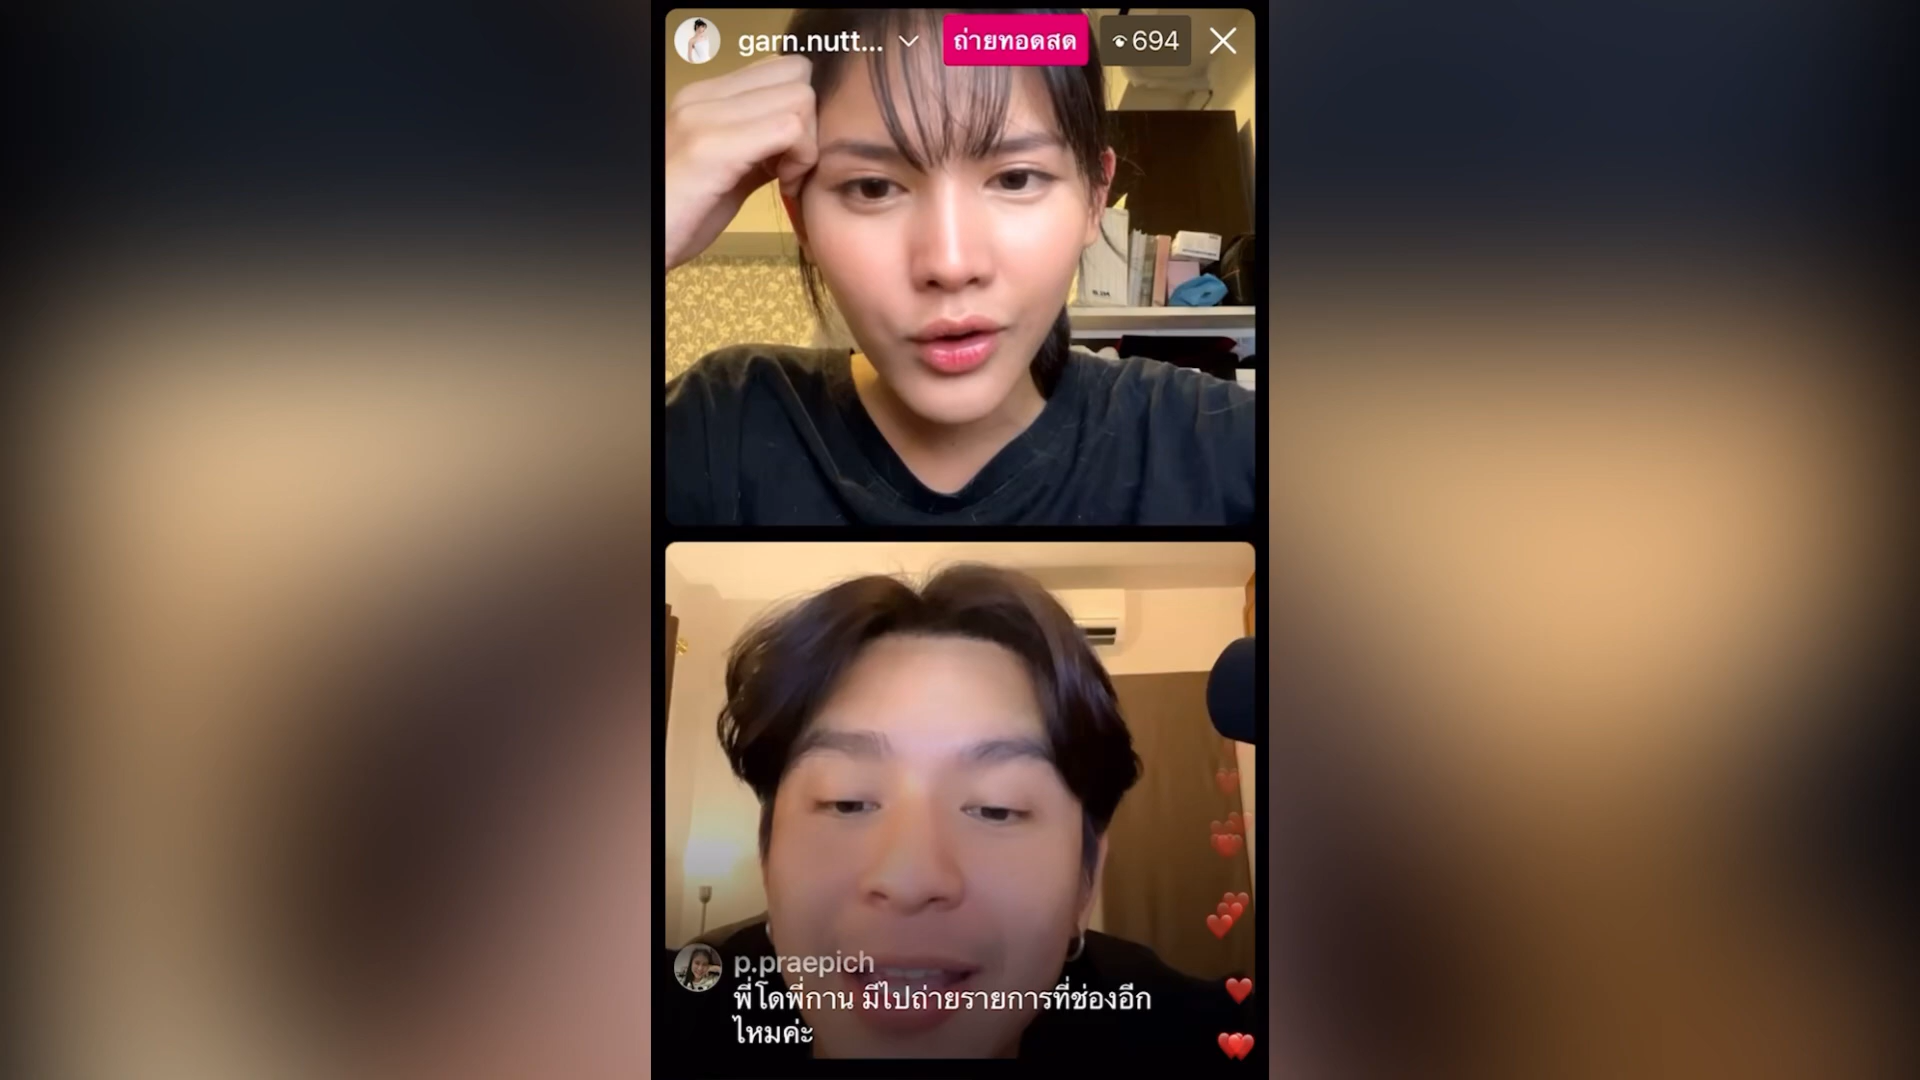 garn.nutt...
ถ่ายทอดสด
694
p.praepich
พี่โดพี่กาน มีไปถ่ายรายการที่ช่องอีก
ไหมค่ะ